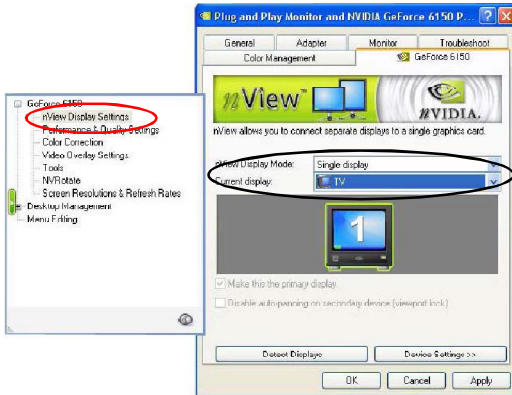 Plug and Play Monitor and NVIDIA GeForce 6150 P...
General Adapter Monitor Troubleshoot
Color Management GeForce 6150
nView
NVIDIA.
nView allows you to connect separate displays to a single graphics card.
nView Display Mode: Single display
Current display: TV
1
Make this the primary display
Disable auto-panning on secondary device (viewport lock)
Detect Displays Device Settings >>
OK Cancel Apply
GeForce 6150
nView Display Settings
Performance & Quality Settings
Color Correction
Video Overlay Settings
Tools
NVRotate
Screen Resolutions & Refresh Rates
Desktop Management
Menu Editing